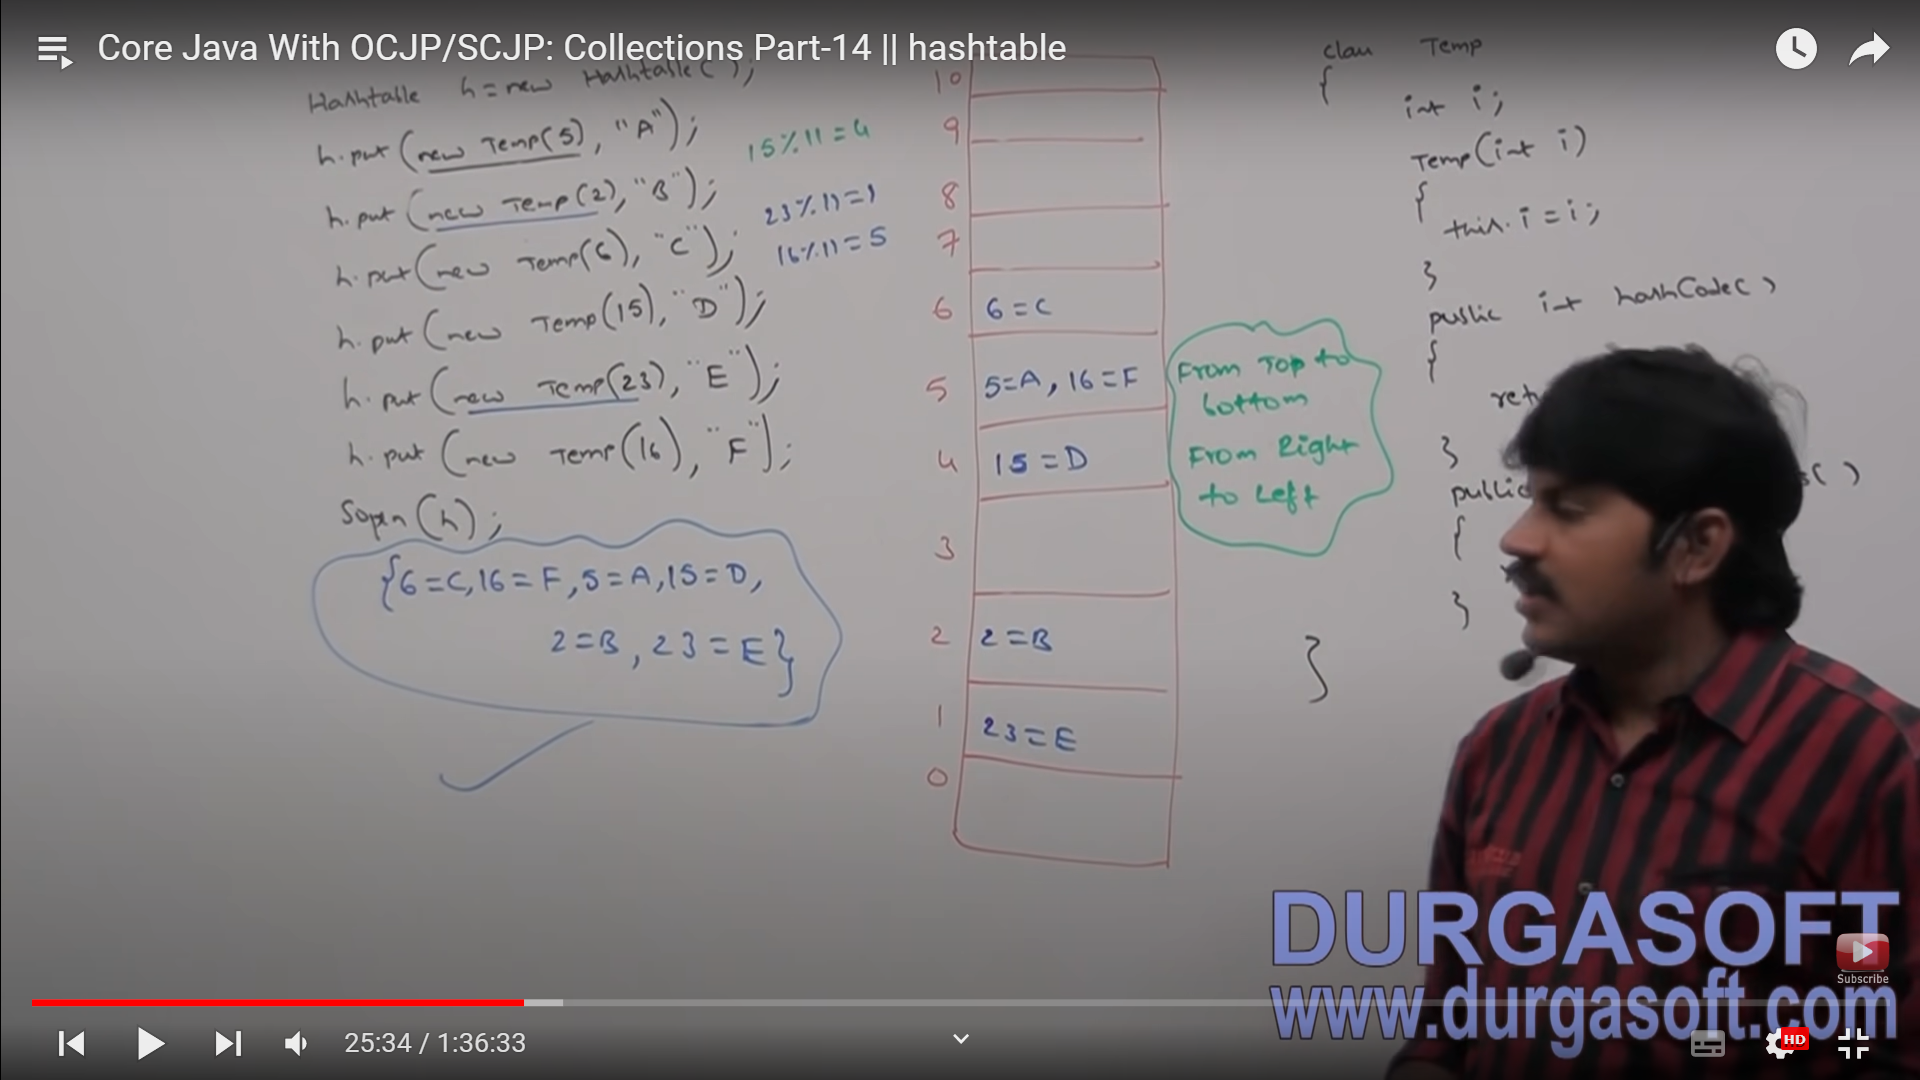 Core Java With OCJP/SCJP: Collections Part-14 || hashtable
Hashtable h=new Hashtable( );
h.put (new Temp(5), "A");
h.put (new Temp(2), "B");
h.put (new Temp(6), "C");
h.put (new Temp(15), "D");
h.put (new Temp(23), "E");
h.put (new Temp(16), "F");
Sopln (h);
{6=C,16=F,5=A,15=D,
2=B, 23=E}
15%11=4
23%11=1
16%11=5
10
9
8
7
6 6=C
5 5=A, 16=F
4 15=D
3
2 2=B
1 23=E
0
From Top to
bottom
From Right
to Left
class Temp
{
int i;
Temp(int i)
{
this.i=i;
}
public int hashCode( )
{
}
public ( )
{
}
}
DURGASOFT
www.durgasoft.com
Subscribe
25:34 / 1:36:33
HD